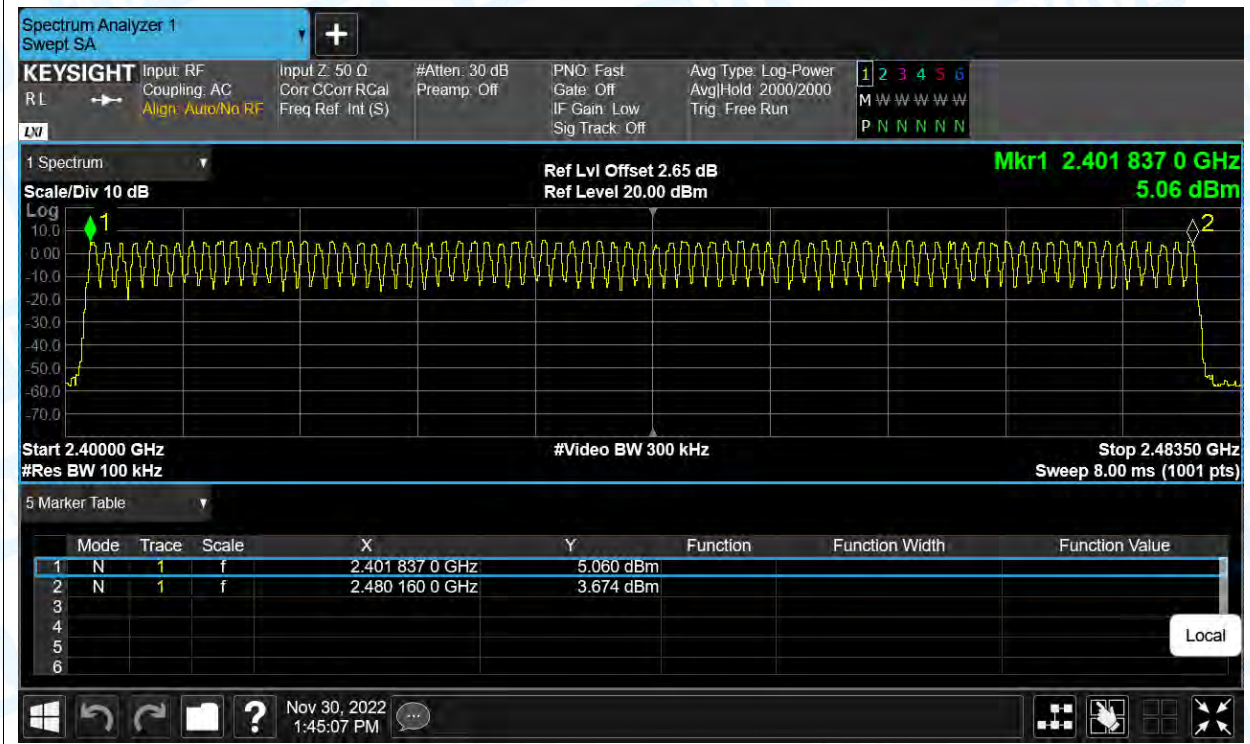 Spectrum Analyzer 1
Swept SA
+
KEYSIGHT Input: RF Input Z: 50 Ω #Atten: 30 dB PNO: Fast Avg Type: Log-Power 1 2 3 4 5 6
RL Coupling: AC Corr CCorr RCal Preamp: Off Gate: Off Avg|Hold: 2000/2000 M W W W W W
Align: Auto/No RF Freq Ref: Int (S) IF Gain: Low Trig: Free Run
LXI Sig Track: Off P N N N N N
1 Spectrum Ref Lvl Offset 2.65 dB Mkr1 2.401 837 0 GHz
Scale/Div 10 dB Ref Level 20.00 dBm 5.06 dBm
Log
1 2
10.0
0.00
-10.0
-20.0
-30.0
-40.0
-50.0
-60.0
-70.0
Start 2.40000 GHz #Video BW 300 kHz Stop 2.48350 GHz
#Res BW 100 kHz Sweep 8.00 ms (1001 pts)
5 Marker Table
Mode Trace Scale X Y Function Function Width Function Value
1 N 1 f 2.401 837 0 GHz 5.060 dBm
2 N 1 f 2.480 160 0 GHz 3.674 dBm
3
4
5
6
Local
? Nov 30, 2022
1:45:07 PM